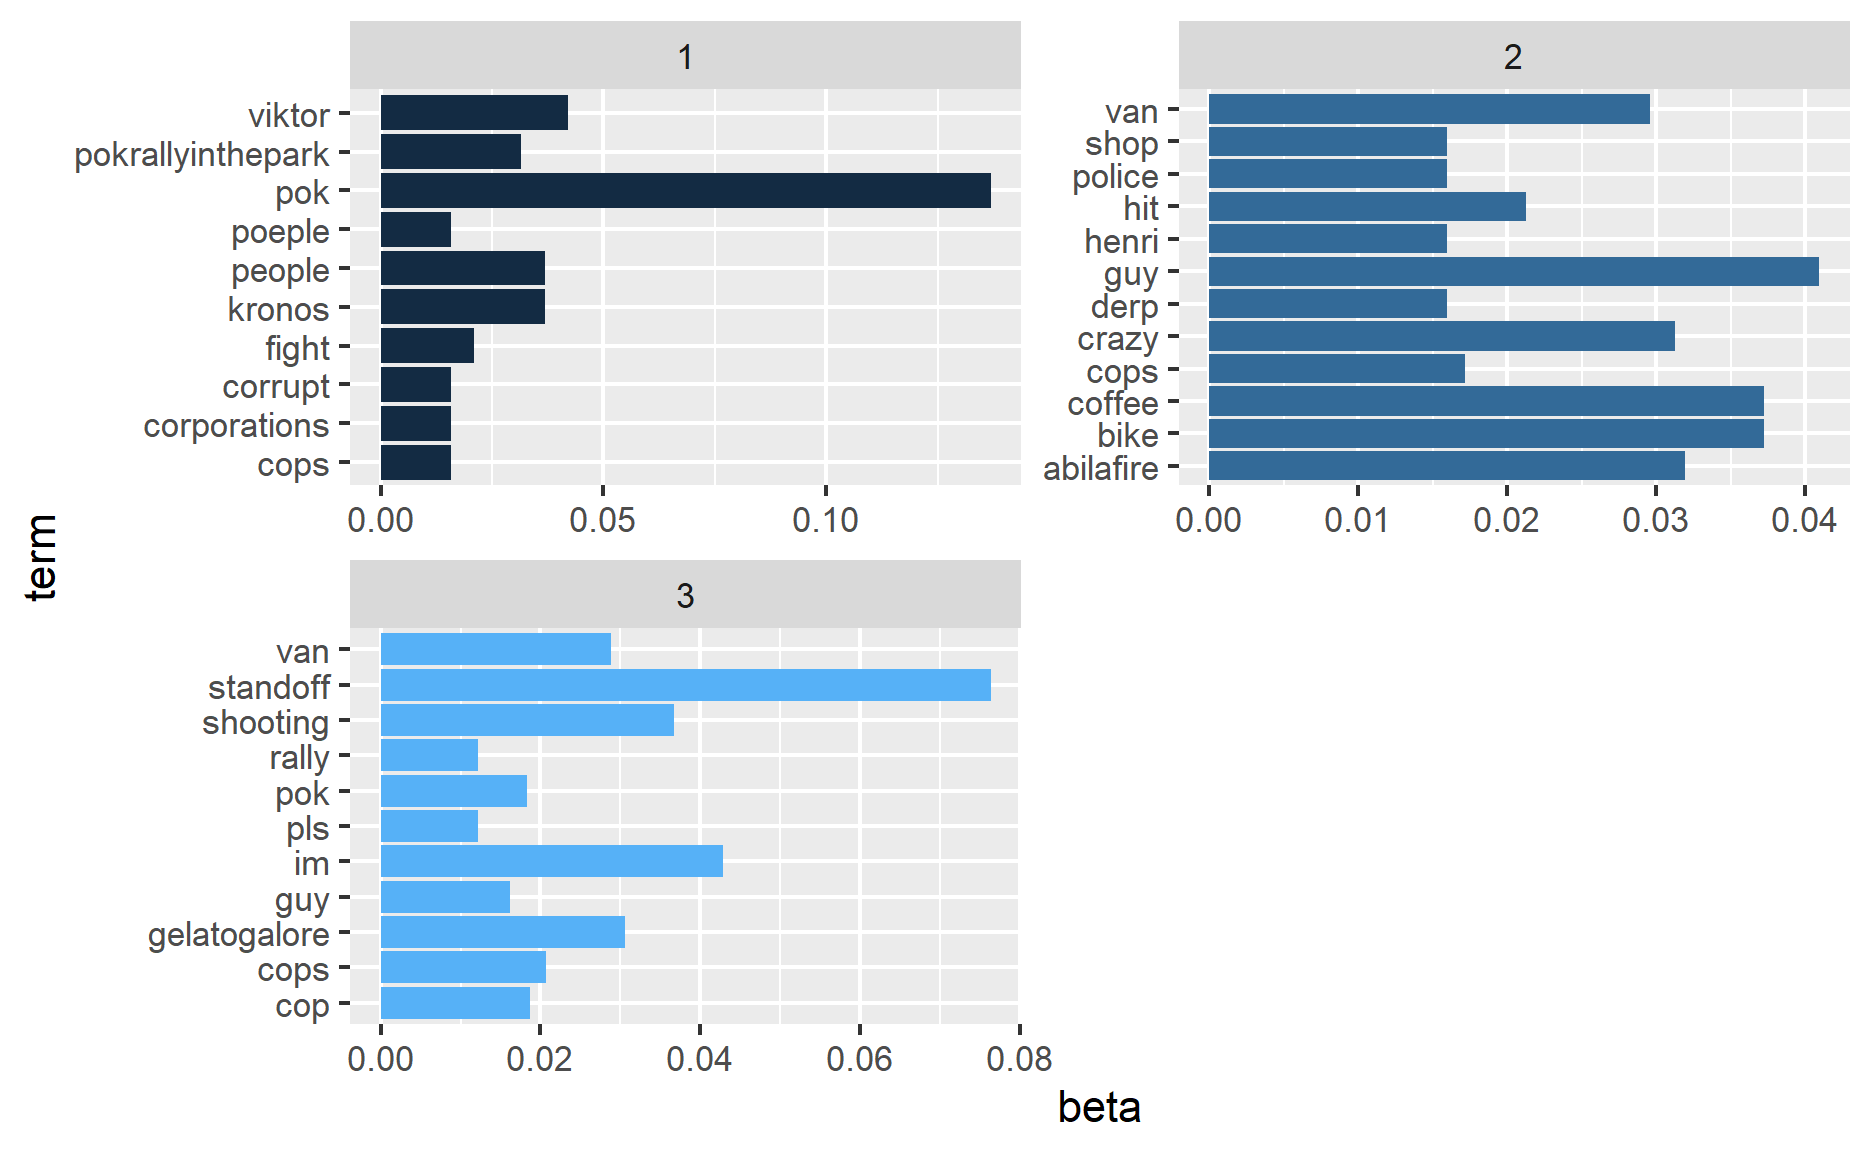 1
viktor
pokrallyinthepark
pok
poeple
people
kronos
fight
corrupt
corporations
cops
0.00 0.05 0.10
2
van
shop
police
hit
henri
guy
derp
crazy
cops
coffee
bike
abilafire
0.00 0.01 0.02 0.03 0.04
term
3
van
standoff
shooting
rally
pok
pls
im
guy
gelatogalore
cops
cop
0.00 0.02 0.04 0.06 0.08
beta